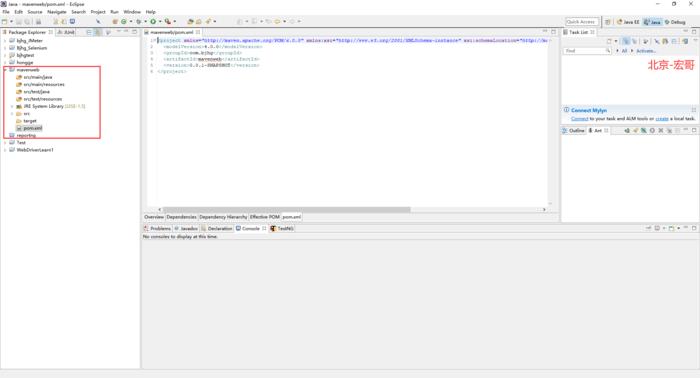 Java - mavenweb/pom.xml - Eclipse
File Edit Source Navigate Search Project Run Window Help
Quick Access
Java EE
Java
Debug
Package Explorer
JUnit
Bjhg_JMeter
Bjhg_Selenium
bjhgtest
hongge
mavenweb
src/main/java
src/main/resources
src/test/java
src/test/resources
JRE System Library [J2SE-1.5]
src
target
pom.xml
reporting
Test
WebDriverLearn1
mavenweb/pom.xml
1
<project xmlns="http://maven.apache.org/POM/4.0.0" xmlns:xsi="http://www.w3.org/2001/XMLSchema-instance" xsi:schemaLocation="http://m
2 <modelVersion>4.0.0</modelVersion>
3 <groupId>com.bjhg</groupId>
4 <artifactId>mavenweb</artifactId>
5 <version>0.0.1-SNAPSHOT</version>
6 </project>
Overview Dependencies Dependency Hierarchy Effective POM pom.xml
Problems Javadoc Declaration Console TestNG
No consoles to display at this time.
Task List
Find
All
Activate...
北京-宏哥
Connect Mylyn
Connect to your task and ALM tools or create a local task.
Outline
Ant